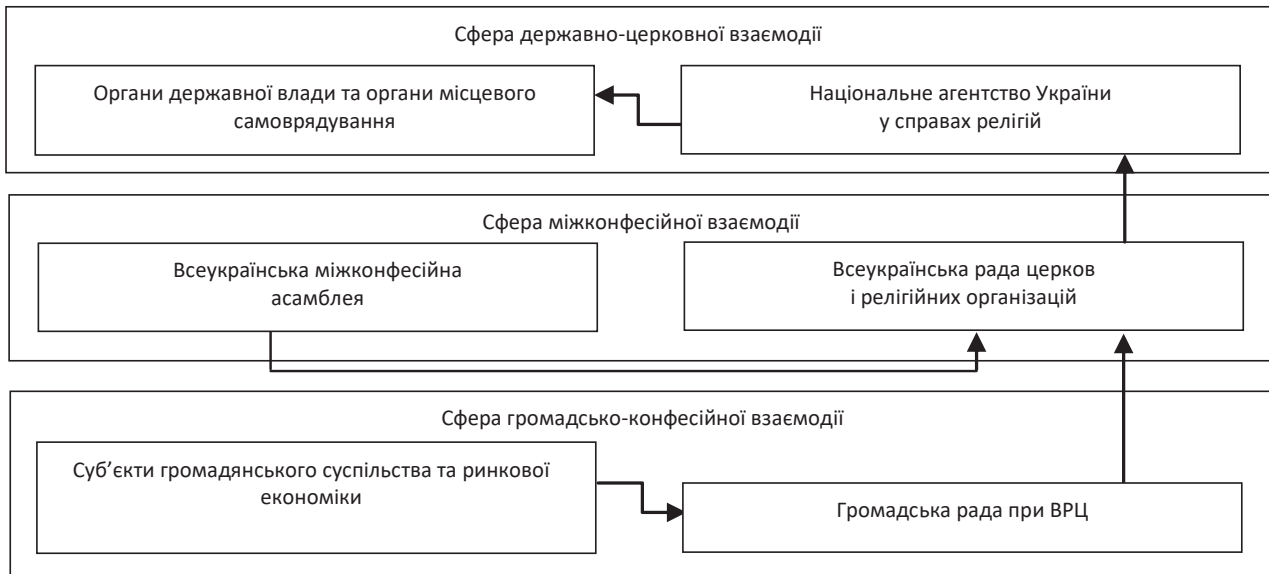 Сфера державно-церковної взаємодії
Органи державної влади та органи місцевого
самоврядування
Національне агентство України
у справах релігій
Сфера міжконфесійної взаємодії
Всеукраїнська міжконфесійна
асамблея
Всеукраїнська рада церков
і релігійних організацій
Сфера громадсько-конфесійної взаємодії
Суб’єкти громадянського суспільства та ринкової
економіки
Громадська рада при ВРЦ